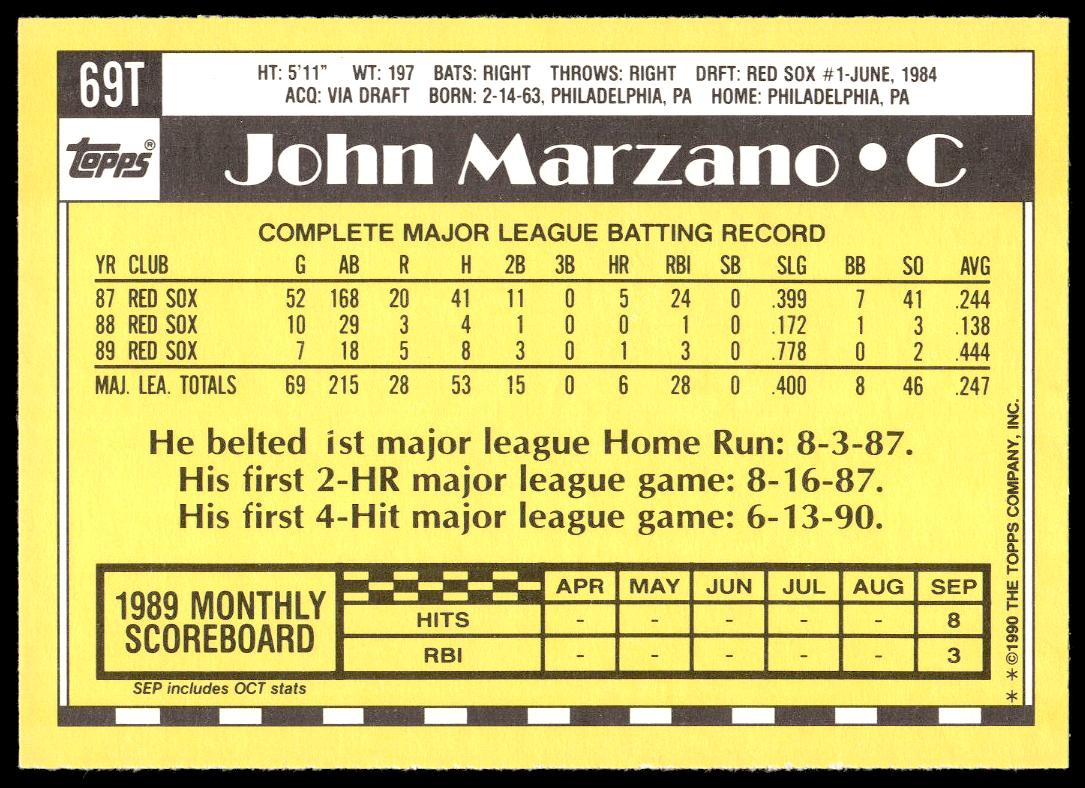 69T
HT: 5'11" WT: 197 BATS: RIGHT THROWS: RIGHT DRFT: RED SOX #1-JUNE, 1984
ACQ: VIA DRAFT BORN: 2-14-63, PHILADELPHIA, PA HOME: PHILADELPHIA, PA
Topps®
John Marzano • C
COMPLETE MAJOR LEAGUE BATTING RECORD
YR CLUB G AB R H 2B 3B HR RBI SB SLG BB SO AVG
87 RED SOX 52 168 20 41 11 0 5 24 0 .399 7 41 .244
88 RED SOX 10 29 3 4 1 0 0 1 0 .172 1 3 .138
89 RED SOX 7 18 5 8 3 0 1 3 0 .778 0 2 .444
MAJ. LEA. TOTALS 69 215 28 53 15 0 6 28 0 .400 8 46 .247
He belted 1st major league Home Run: 8-3-87.
His first 2-HR major league game: 8-16-87.
His first 4-Hit major league game: 6-13-90.
1989 MONTHLY
SCOREBOARD
APR MAY JUN JUL AUG SEP
HITS - - - - - 8
RBI - - - - - 3
SEP includes OCT stats
* * ©1990 THE TOPPS COMPANY, INC.